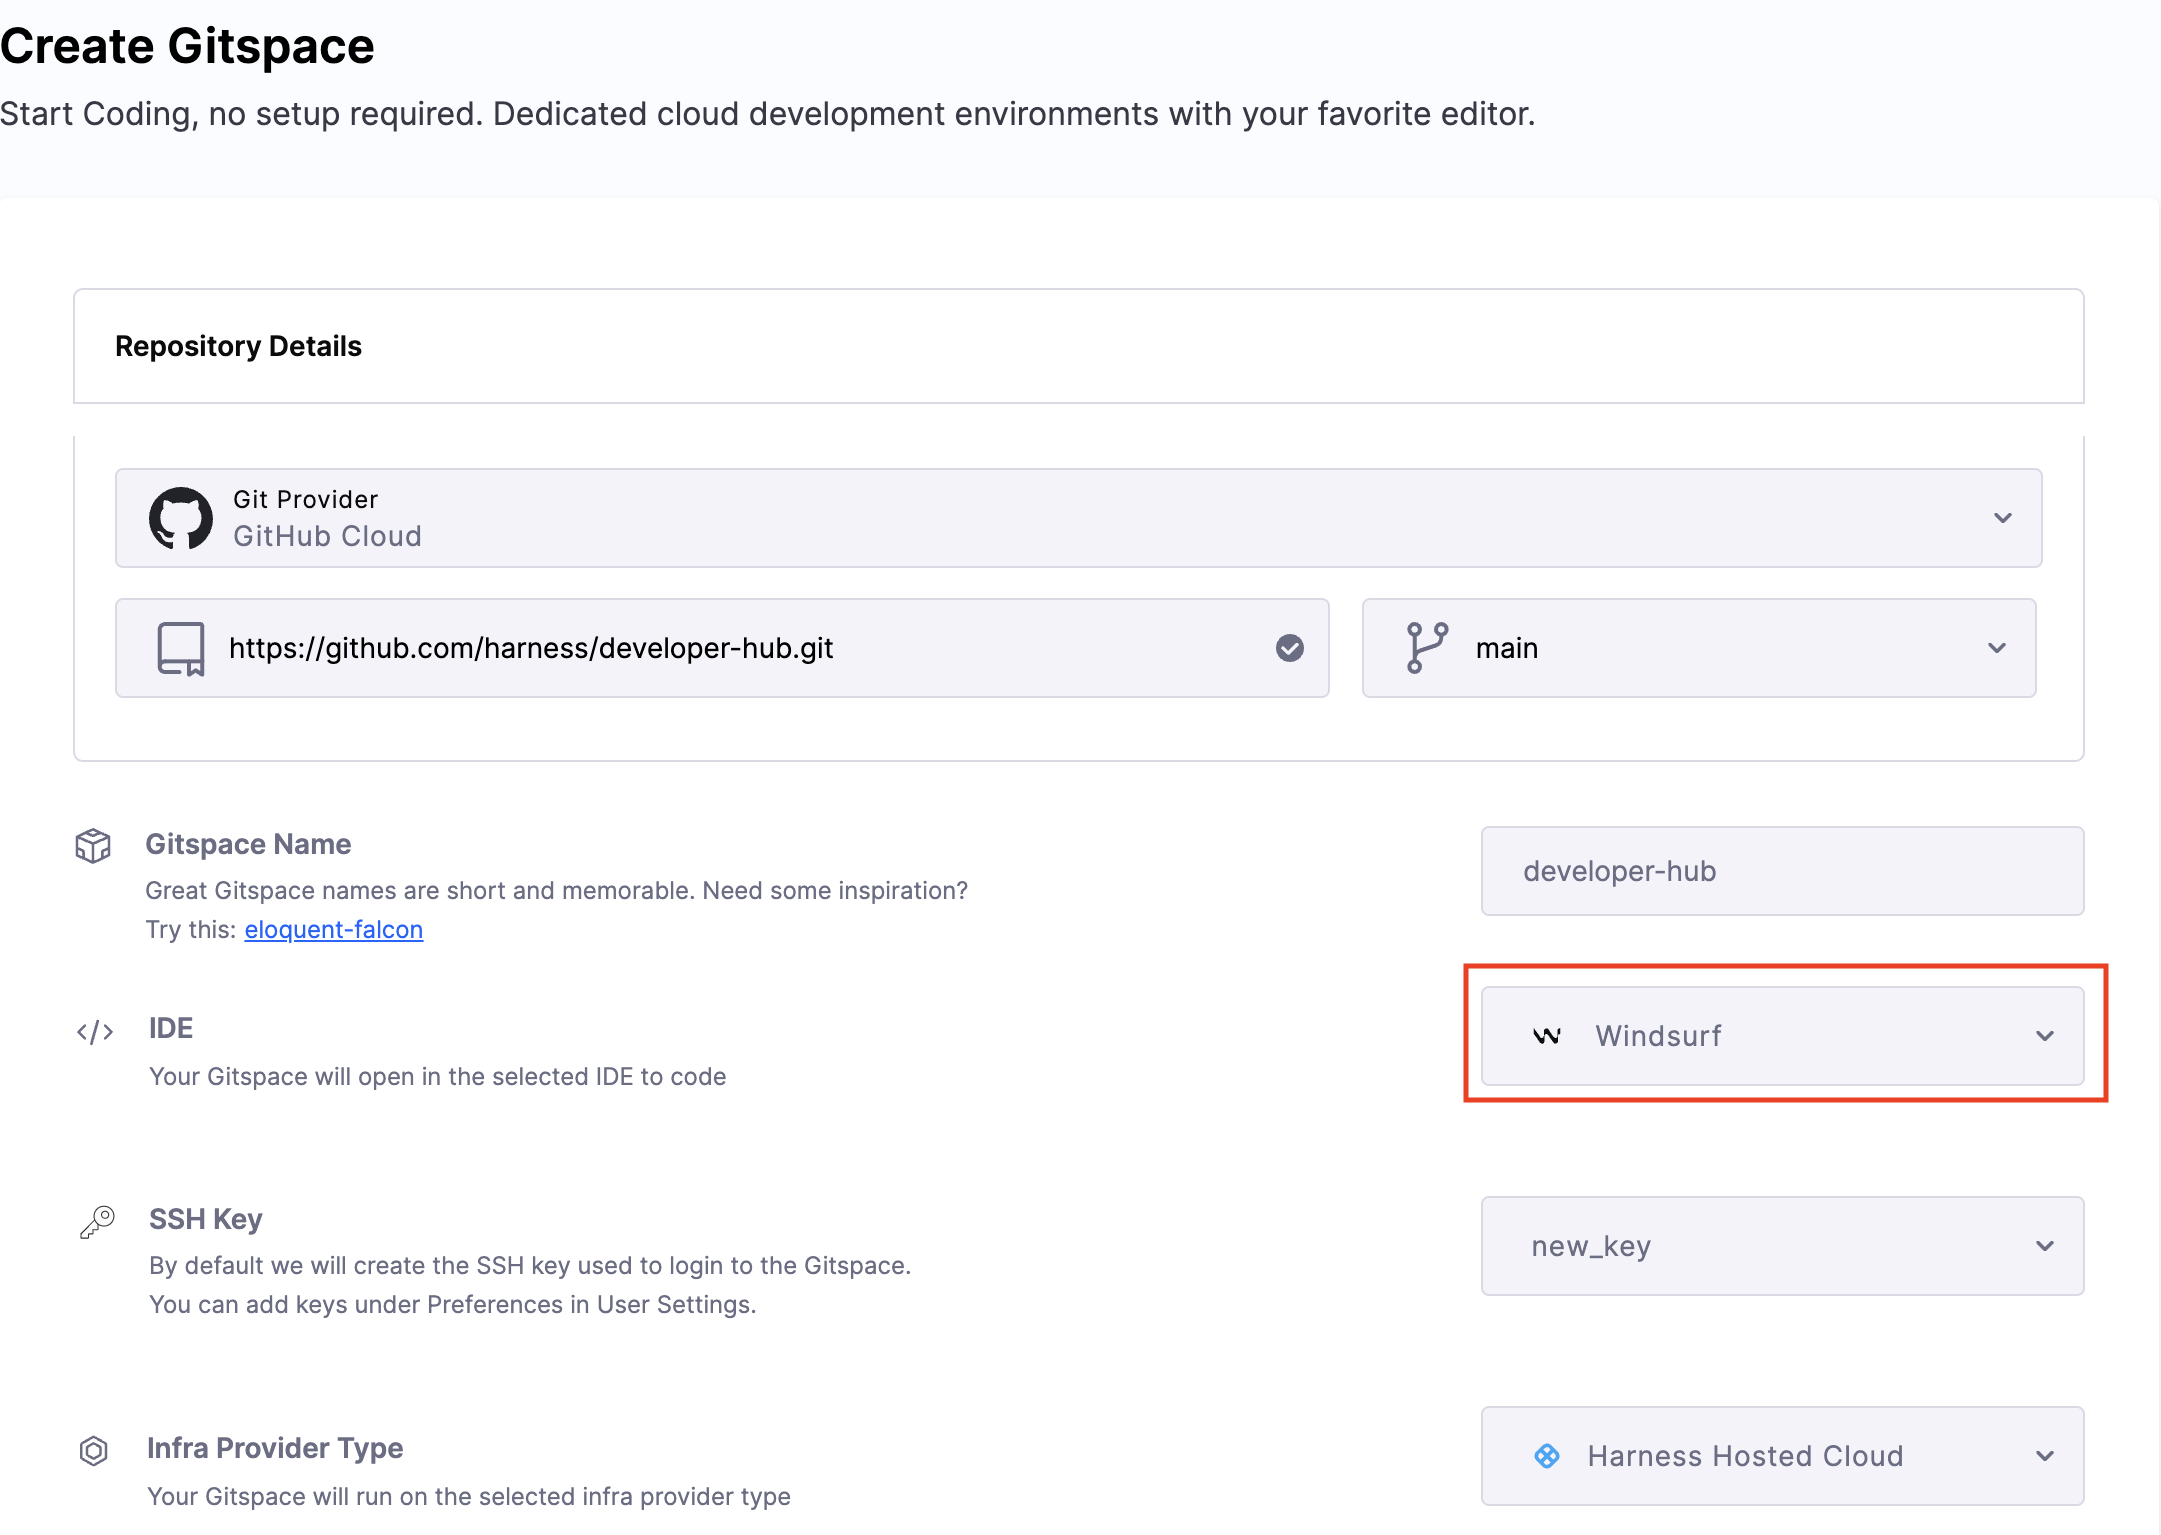 Create Gitspace
Start Coding, no setup required. Dedicated cloud development environments with your favorite editor.
Repository Details
Git Provider
GitHub Cloud
https://github.com/harness/developer-hub.git
main
Gitspace Name
developer-hub
Great Gitspace names are short and memorable. Need some inspiration?
Try this: eloquent-falcon
IDE
Windsurf
Your Gitspace will open in the selected IDE to code
SSH Key
new_key
By default we will create the SSH key used to login to the Gitspace.
You can add keys under Preferences in User Settings.
Infra Provider Type
Harness Hosted Cloud
Your Gitspace will run on the selected infra provider type